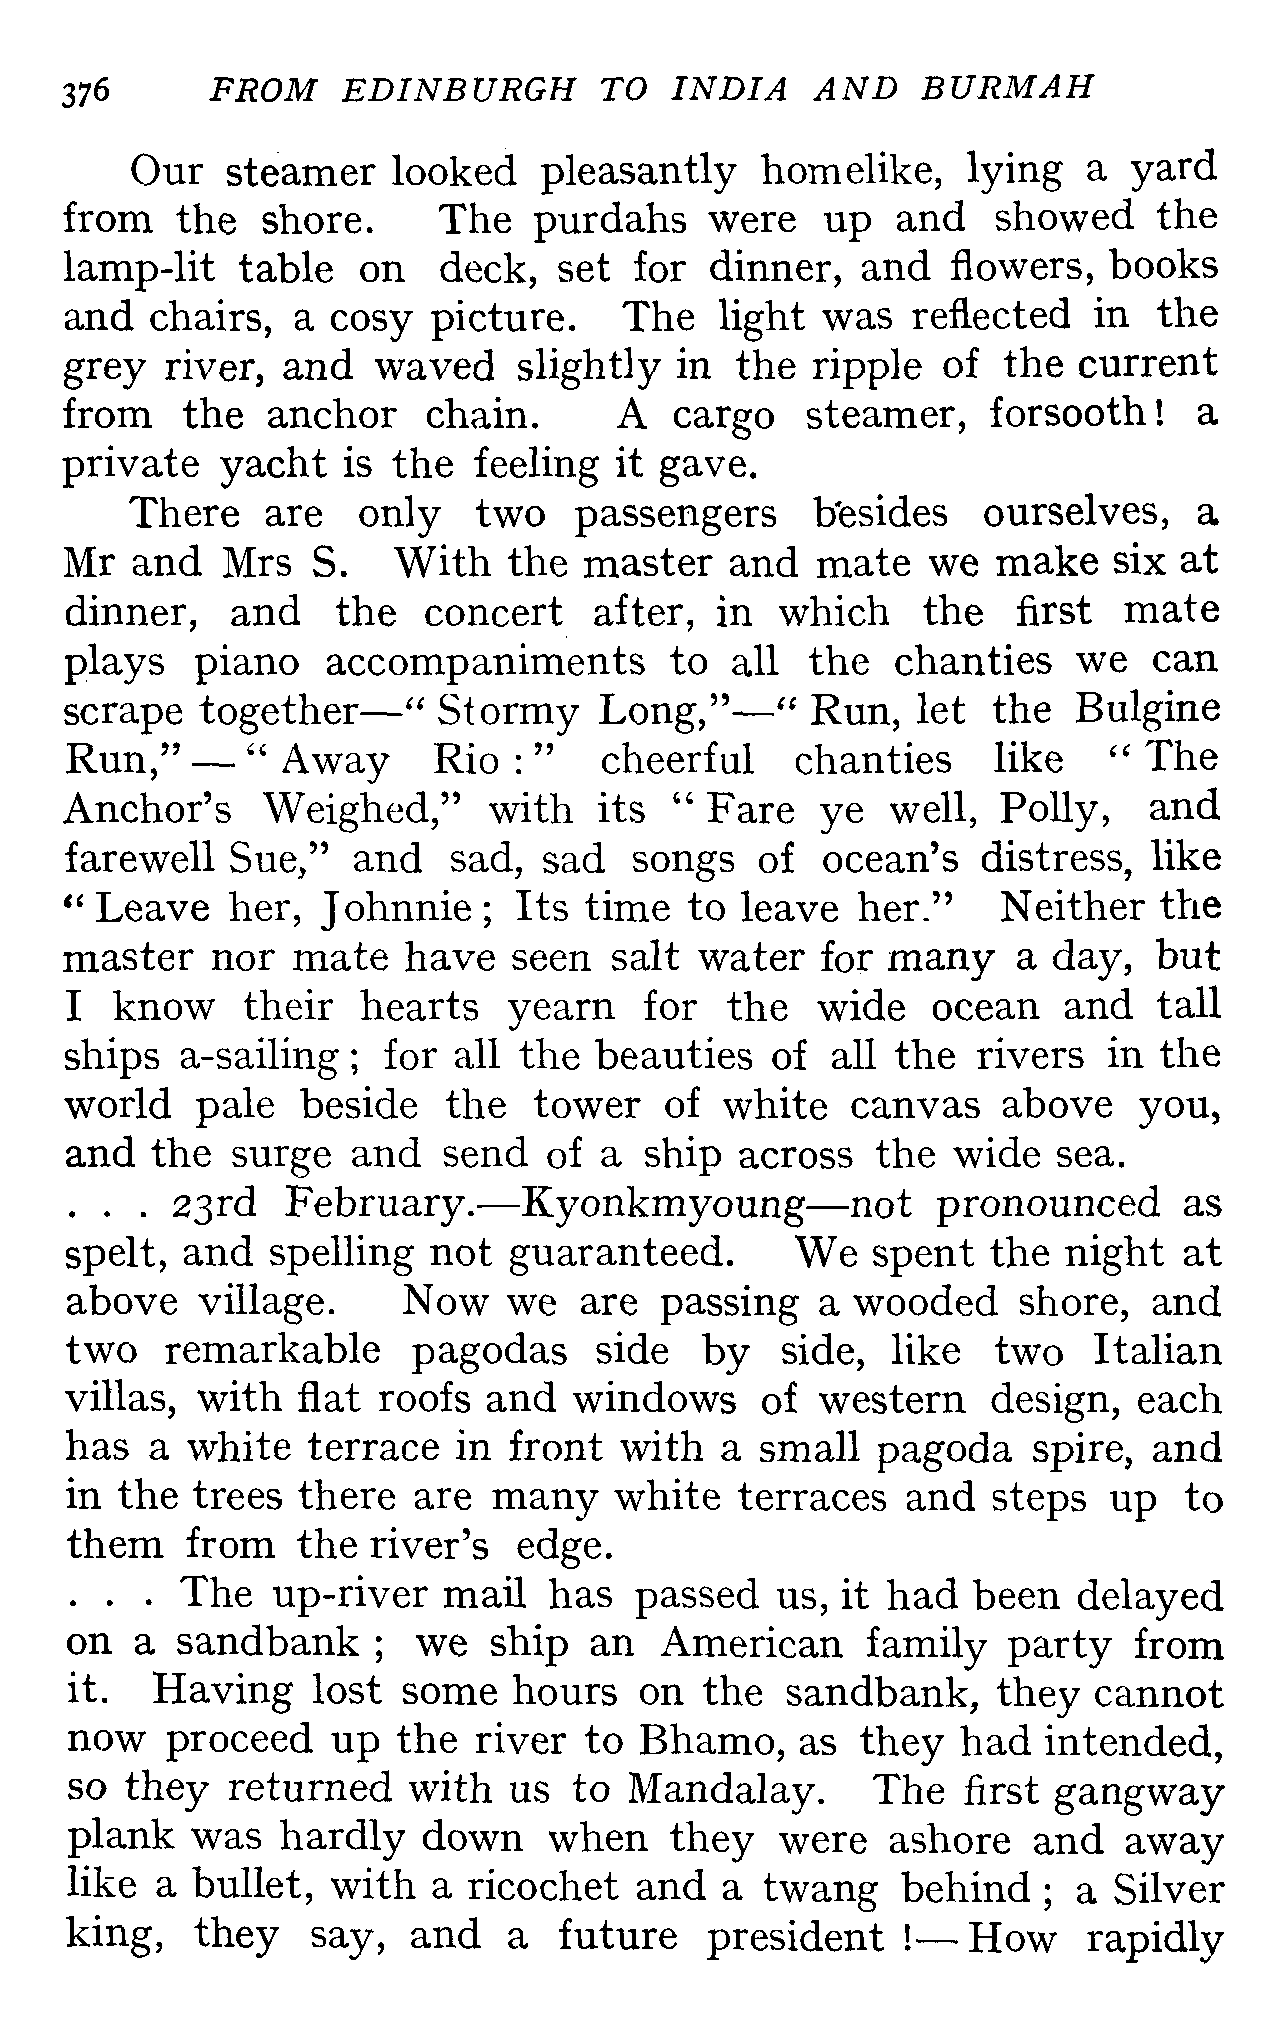 376 FROM EDINBURGH TO INDIA AND BURMAH
Our steamer looked pleasantly homelike, lying a yard
from the shore. The purdahs were up and showed the
lamp-lit table on deck, set for dinner, and flowers, books
and chairs, a cosy picture. The light was reflected in the
grey river, and waved slightly in the ripple of the current
from the anchor chain. A cargo steamer, forsooth! a
private yacht is the feeling it gave.
There are only two passengers besides ourselves, a
Mr and Mrs S. With the master and mate we make six at
dinner, and the concert after, in which the first mate
plays piano accompaniments to all the chanties we can
scrape together—“ Stormy Long,”—“ Run, let the Bulgine
Run,” — “ Away Rio : ” cheerful chanties like “ The
Anchor’s Weighed,” with its “ Fare ye well, Polly, and
farewell Sue,” and sad, sad songs of ocean’s distress, like
“ Leave her, Johnnie ; Its time to leave her.” Neither the
master nor mate have seen salt water for many a day, but
I know their hearts yearn for the wide ocean and tall
ships a-sailing ; for all the beauties of all the rivers in the
world pale beside the tower of white canvas above you,
and the surge and send of a ship across the wide sea.
. . . 23rd February.—Kyonkmyoung—not pronounced as
spelt, and spelling not guaranteed. We spent the night at
above village. Now we are passing a wooded shore, and
two remarkable pagodas side by side, like two Italian
villas, with flat roofs and windows of western design, each
has a white terrace in front with a small pagoda spire, and
in the trees there are many white terraces and steps up to
them from the river’s edge.
. . . The up-river mail has passed us, it had been delayed
on a sandbank ; we ship an American family party from
it. Having lost some hours on the sandbank, they cannot
now proceed up the river to Bhamo, as they had intended,
so they returned with us to Mandalay. The first gangway
plank was hardly down when they were ashore and away
like a bullet, with a ricochet and a twang behind ; a Silver
king, they say, and a future president !— How rapidly